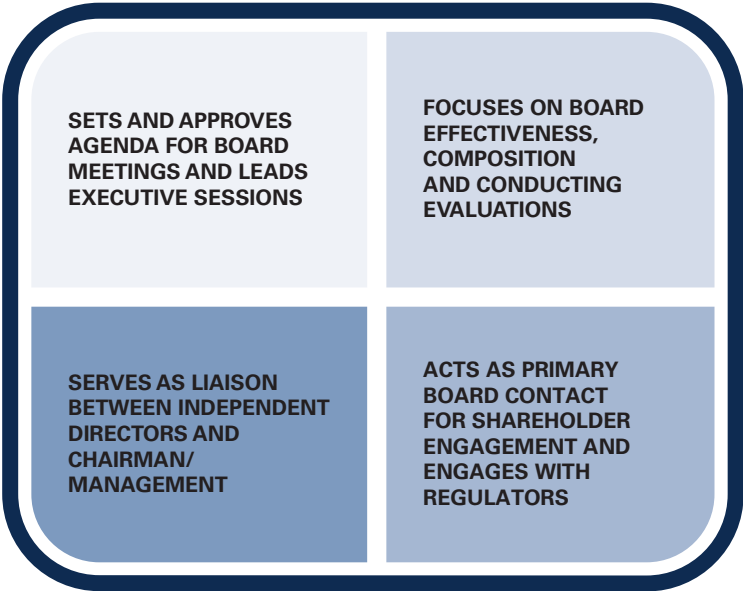 SETS AND APPROVES
AGENDA FOR BOARD
MEETINGS AND LEADS
EXECUTIVE SESSIONS
FOCUSES ON BOARD
EFFECTIVENESS,
COMPOSITION
AND CONDUCTING
EVALUATIONS
SERVES AS LIAISON
BETWEEN INDEPENDENT
DIRECTORS AND
CHAIRMAN/
MANAGEMENT
ACTS AS PRIMARY
BOARD CONTACT
FOR SHAREHOLDER
ENGAGEMENT AND
ENGAGES WITH
REGULATORS